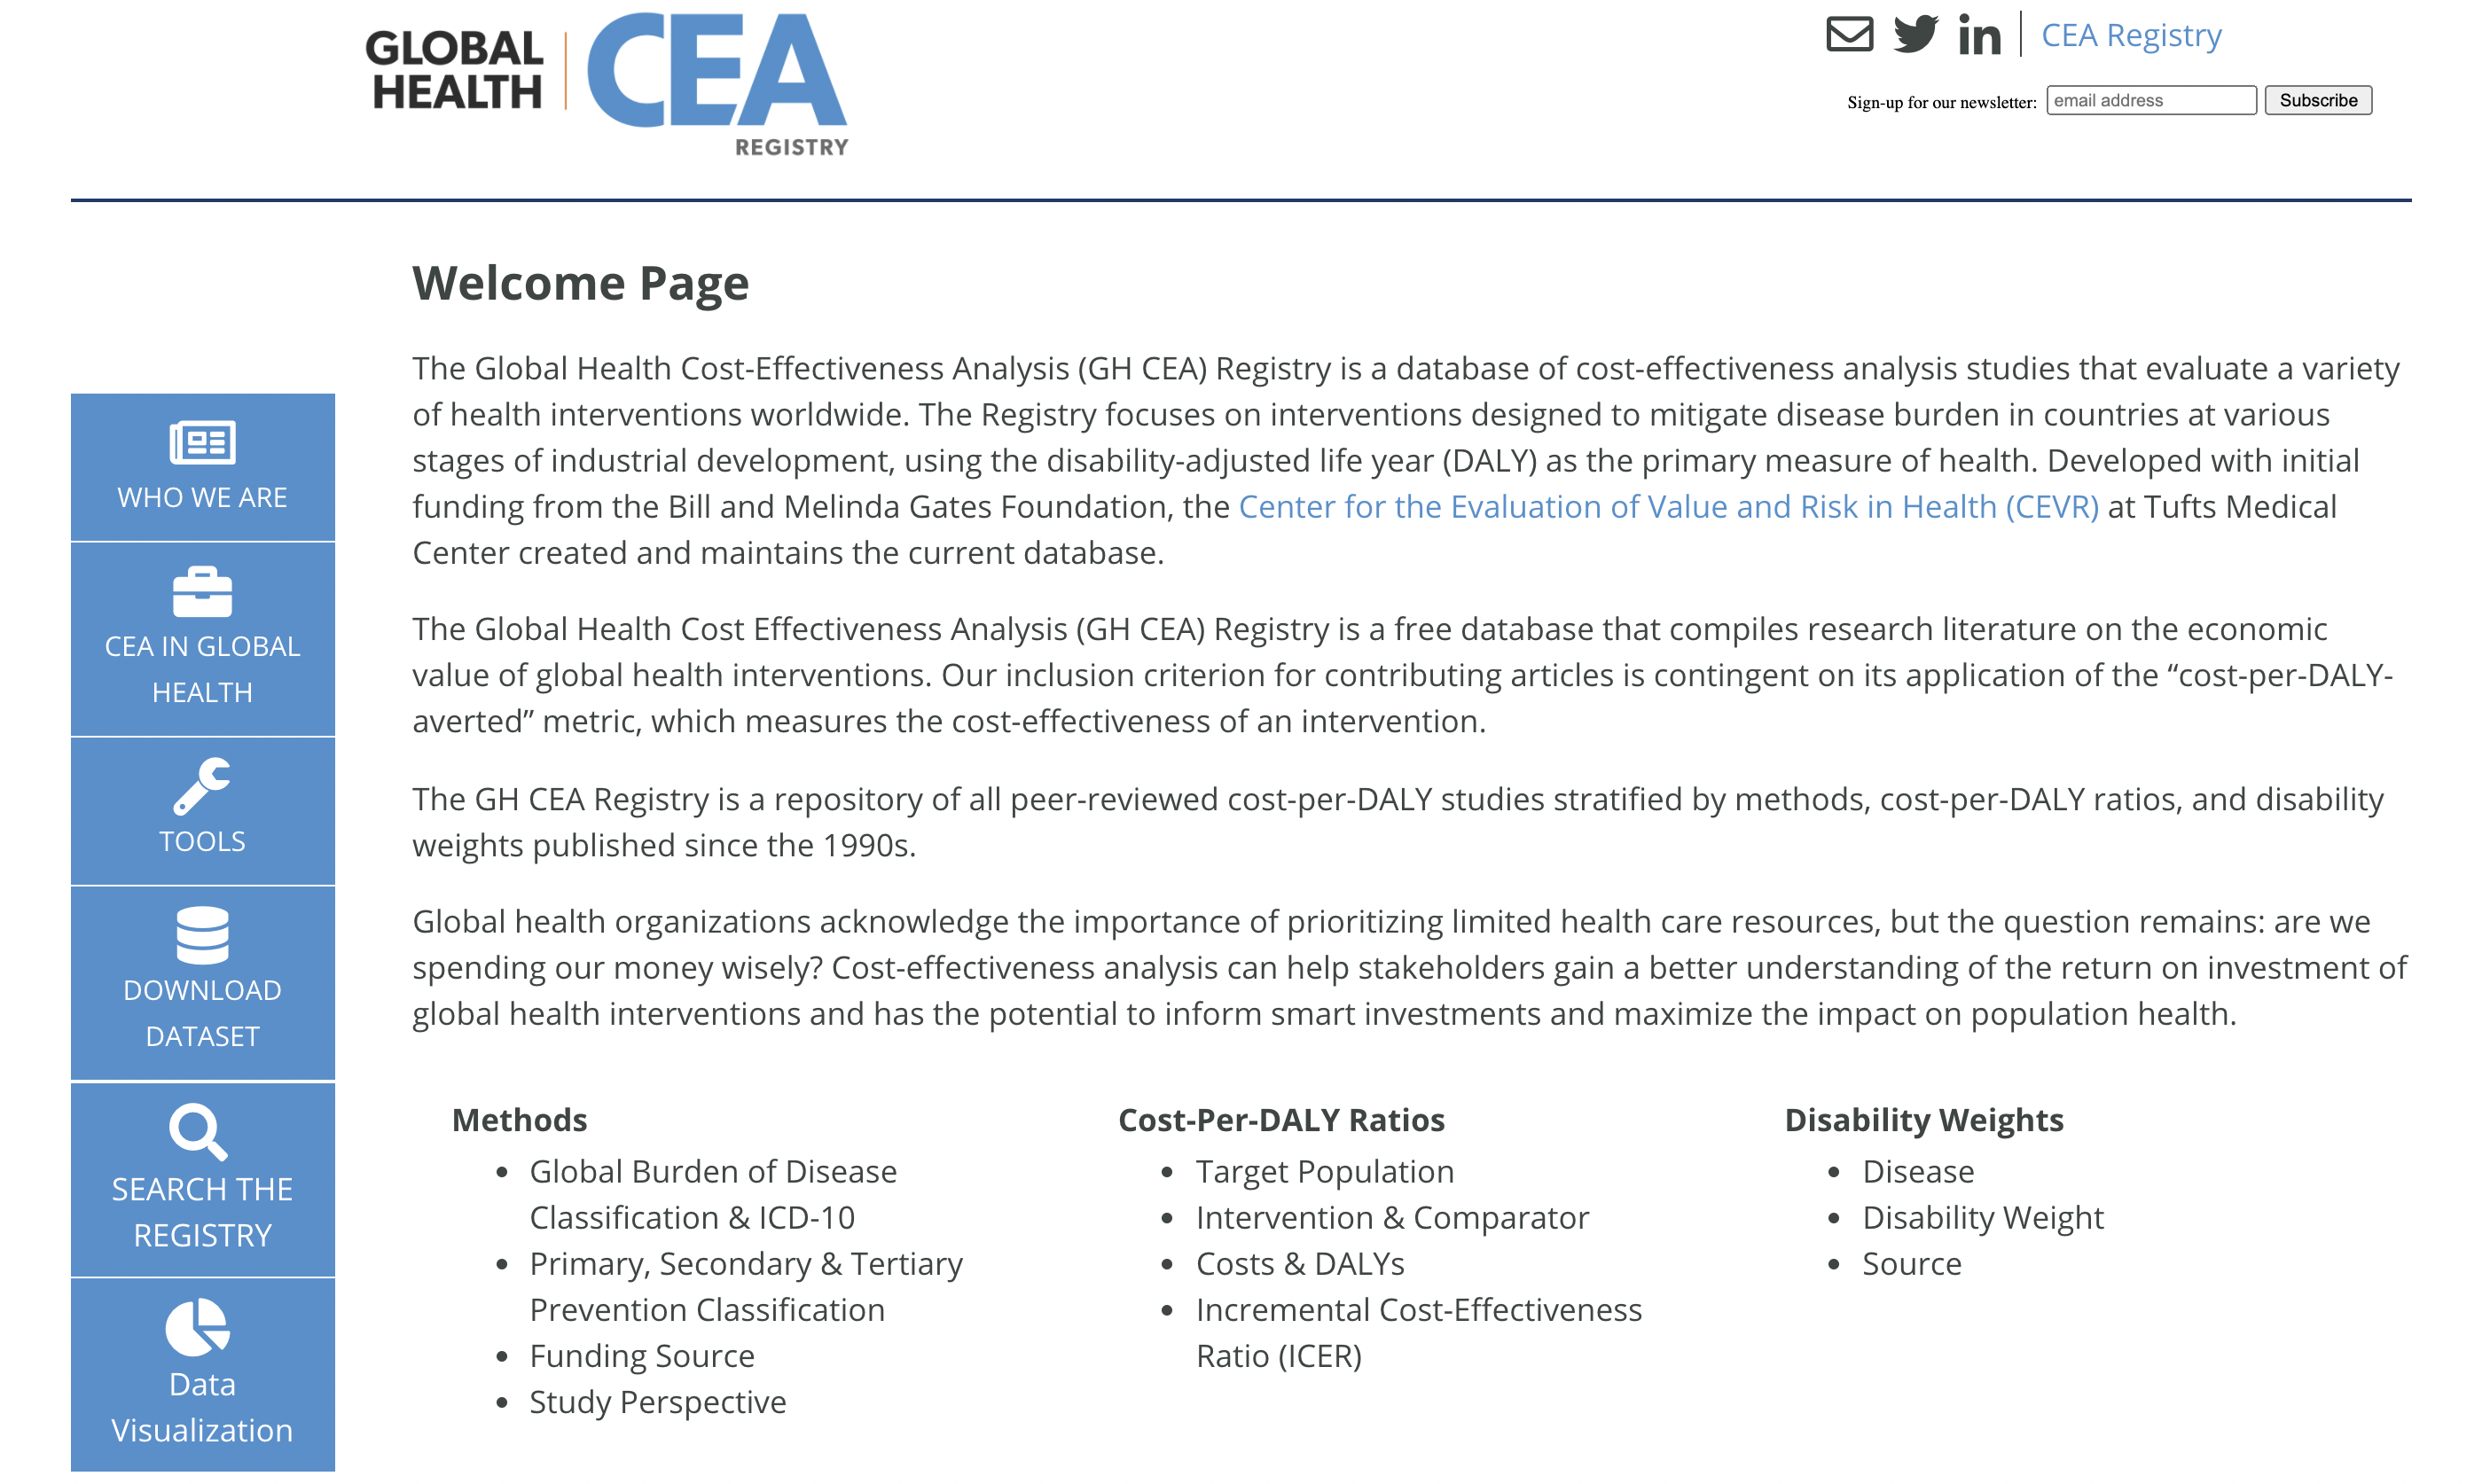 GLOBAL
HEALTH
CEA
REGISTRY
CEA Registry
Sign-up for our newsletter: email address Subscribe
WHO WE ARE
CEA IN GLOBAL
HEALTH
TOOLS
DOWNLOAD
DATASET
SEARCH THE
REGISTRY
Data
Visualization
Welcome Page
The Global Health Cost-Effectiveness Analysis (GH CEA) Registry is a database of cost-effectiveness analysis studies that evaluate a variety
of health interventions worldwide. The Registry focuses on interventions designed to mitigate disease burden in countries at various
stages of industrial development, using the disability-adjusted life year (DALY) as the primary measure of health. Developed with initial
funding from the Bill and Melinda Gates Foundation, the Center for the Evaluation of Value and Risk in Health (CEVR) at Tufts Medical
Center created and maintains the current database.
The Global Health Cost Effectiveness Analysis (GH CEA) Registry is a free database that compiles research literature on the economic
value of global health interventions. Our inclusion criterion for contributing articles is contingent on its application of the “cost-per-DALY-
averted” metric, which measures the cost-effectiveness of an intervention.
The GH CEA Registry is a repository of all peer-reviewed cost-per-DALY studies stratified by methods, cost-per-DALY ratios, and disability
weights published since the 1990s.
Global health organizations acknowledge the importance of prioritizing limited health care resources, but the question remains: are we
spending our money wisely? Cost-effectiveness analysis can help stakeholders gain a better understanding of the return on investment of
global health interventions and has the potential to inform smart investments and maximize the impact on population health.
Methods
• Global Burden of Disease
Classification & ICD-10
• Primary, Secondary & Tertiary
Prevention Classification
• Funding Source
• Study Perspective
Cost-Per-DALY Ratios
• Target Population
• Intervention & Comparator
• Costs & DALYs
• Incremental Cost-Effectiveness
Ratio (ICER)
Disability Weights
• Disease
• Disability Weight
• Source